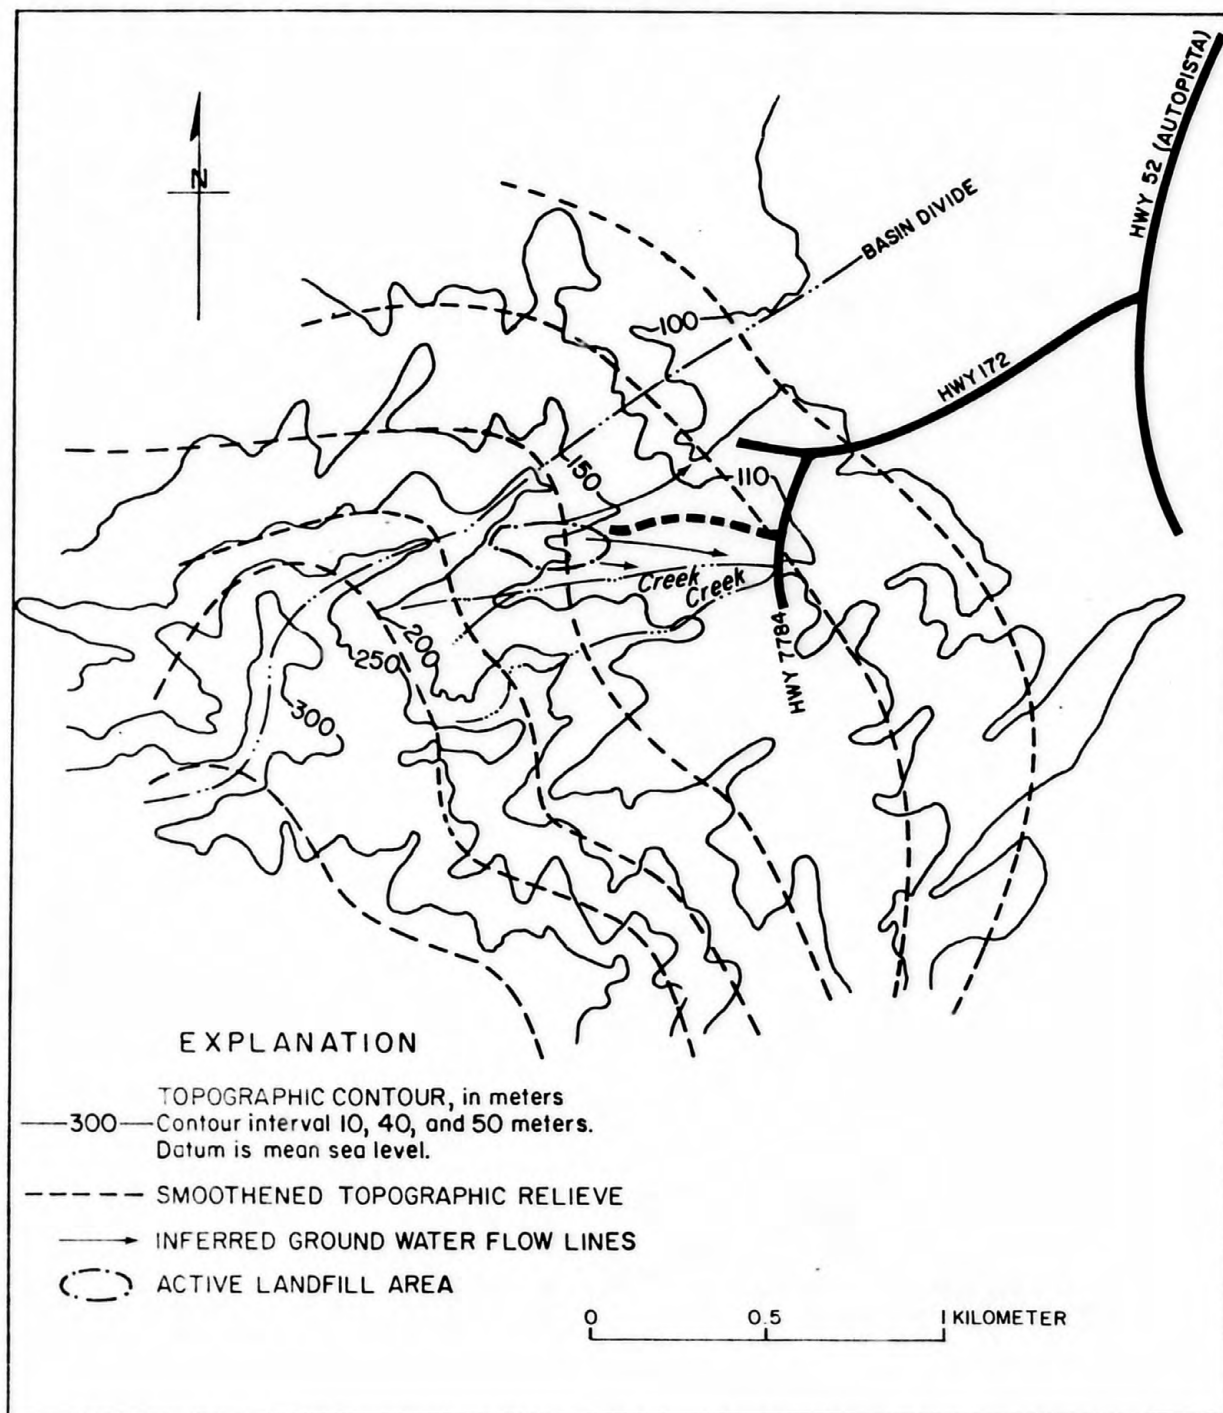 HWY 52 (AUTOPISTA)
N
BASIN DIVIDE
100
HWY 172
150
110
Creek
Creek
200
250
HWY 7784
300
EXPLANATION
TOPOGRAPHIC CONTOUR, in meters
300 Contour interval 10, 40, and 50 meters.
Datum is mean sea level.
SMOOTHENED TOPOGRAPHIC RELIEVE
INFERRED GROUND WATER FLOW LINES
ACTIVE LANDFILL AREA
0 0.5 1 KILOMETER